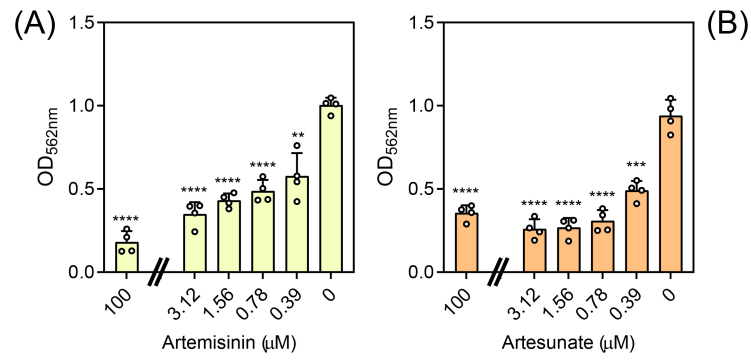 (A)
OD562nm
1.5
1.0
0.5
0.0
**** **** **** **** **
100 3.12 1.56 0.78 0.39 0
Artemisinin (µM)
(B)
OD562nm
1.5
1.0
0.5
0.0
**** **** **** **** ***
100 3.12 1.56 0.78 0.39 0
Artesunate (µM)